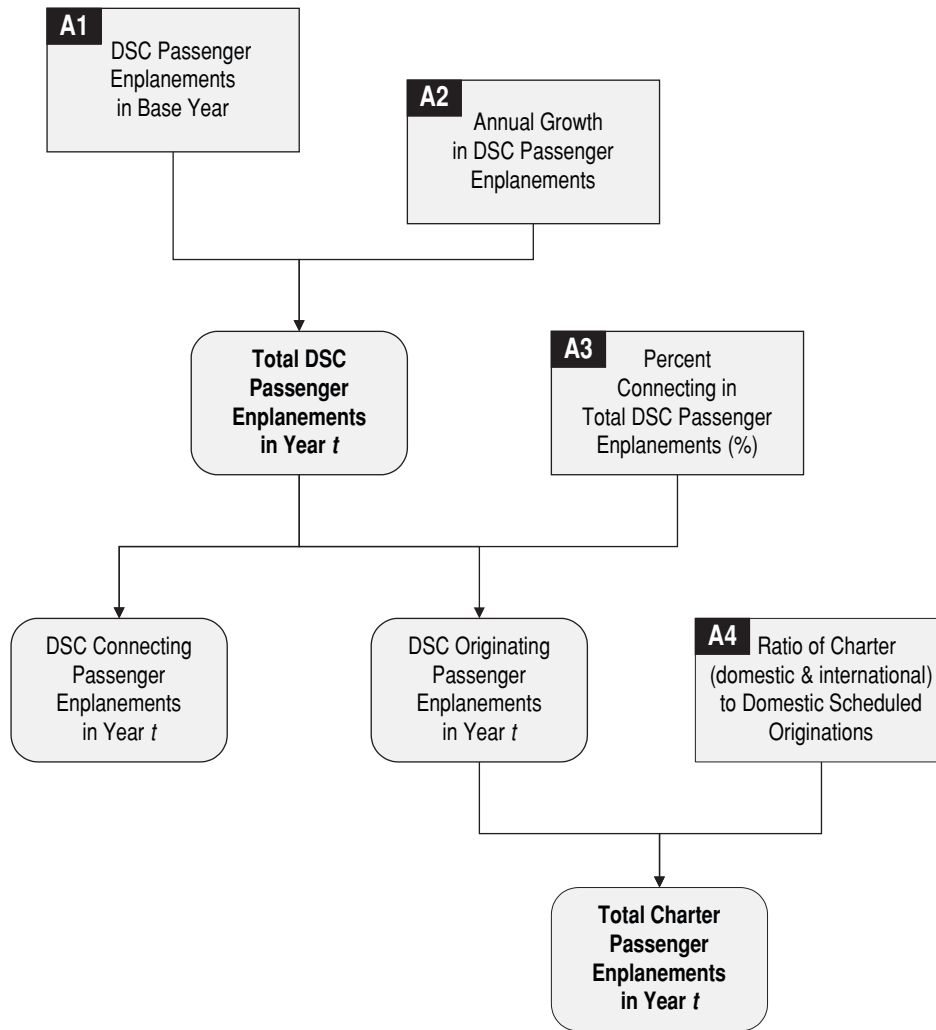 A1
DSC Passenger
Enplanements
in Base Year
A2
Annual Growth
in DSC Passenger
Enplanements
Total DSC
Passenger
Enplanements
in Year t
A3
Percent
Connecting in
Total DSC Passenger
Enplanements (%)
DSC Connecting
Passenger
Enplanements
in Year t
DSC Originating
Passenger
Enplanements
in Year t
A4
Ratio of Charter
(domestic & international)
to Domestic Scheduled
Originations
Total Charter
Passenger
Enplanements
in Year t